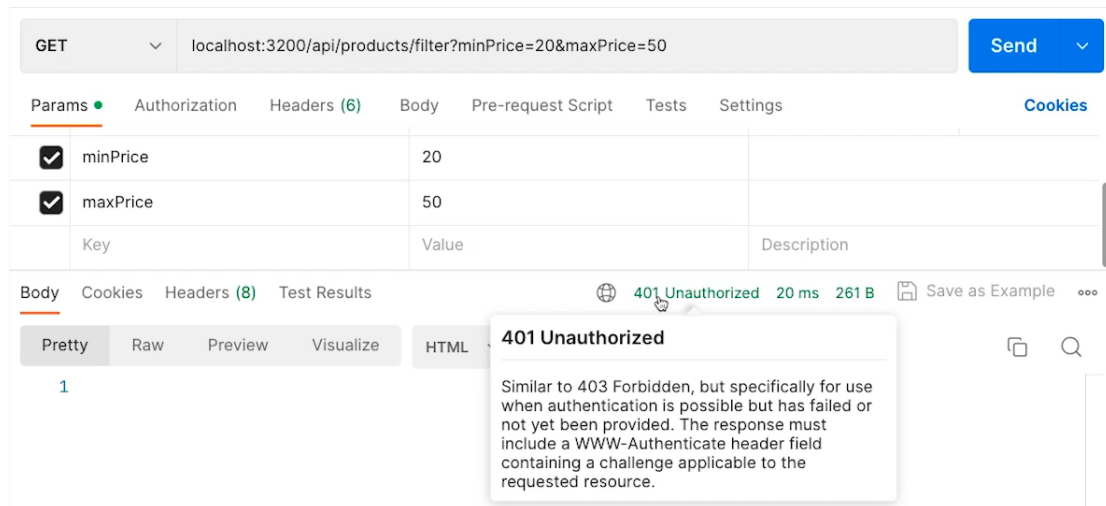 GET localhost:3200/api/products/filter?minPrice=20&maxPrice=50 Send
Params Authorization Headers (6) Body Pre-request Script Tests Settings Cookies
minPrice 20
maxPrice 50
Key Value Description
Body Cookies Headers (8) Test Results 401 Unauthorized 20 ms 261 B Save as Example
Pretty Raw Preview Visualize HTML
1
401 Unauthorized
Similar to 403 Forbidden, but specifically for use
when authentication is possible but has failed or
not yet been provided. The response must
include a WWW-Authenticate header field
containing a challenge applicable to the
requested resource.